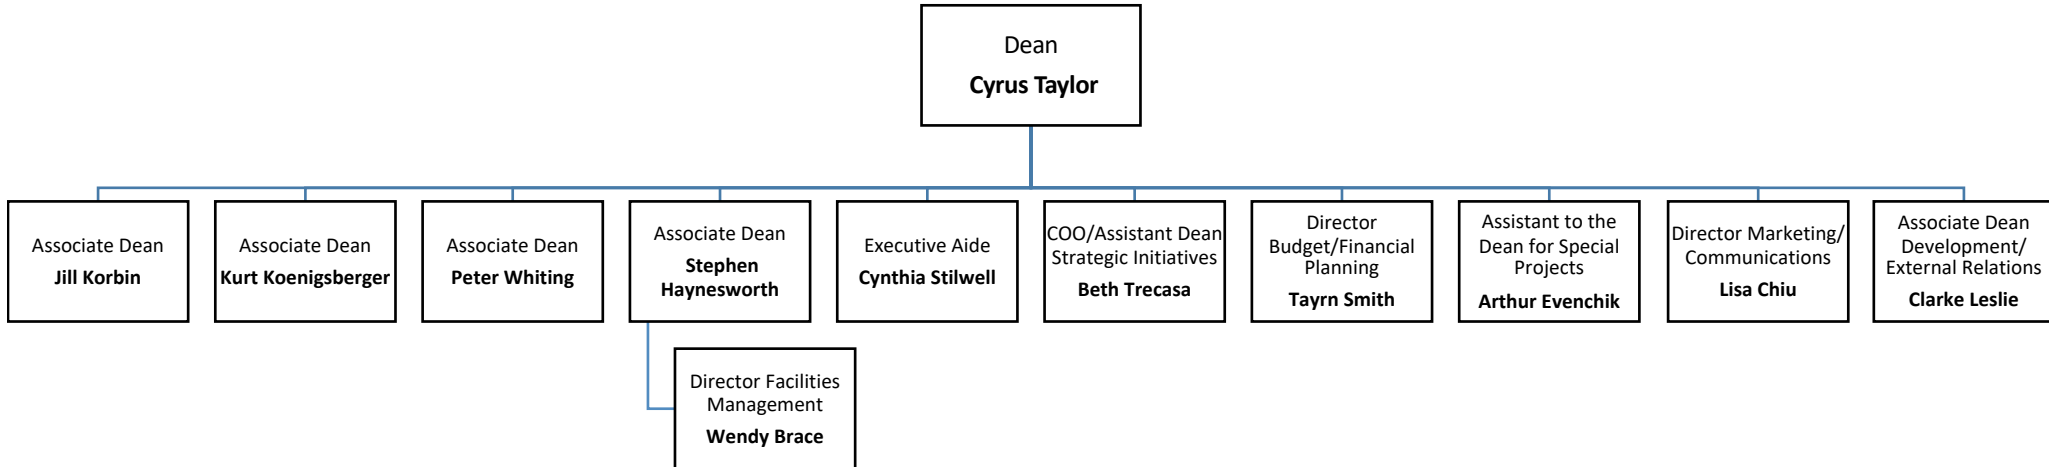 Dean
Cyrus Taylor
Associate Dean
Jill Korbin
Associate Dean
Kurt Koenigsberger
Associate Dean
Peter Whiting
Associate Dean
Stephen
Haynesworth
Executive Aide
Cynthia Stilwell
COO/Assistant Dean
Strategic Initiatives
Beth Trecasa
Director
Budget/Financial
Planning
Tayrn Smith
Assistant to the
Dean for Special
Projects
Arthur Evenchik
Director Marketing/
Communications
Lisa Chiu
Associate Dean
Development/
External Relations
Clarke Leslie
Director Facilities
Management
Wendy Brace